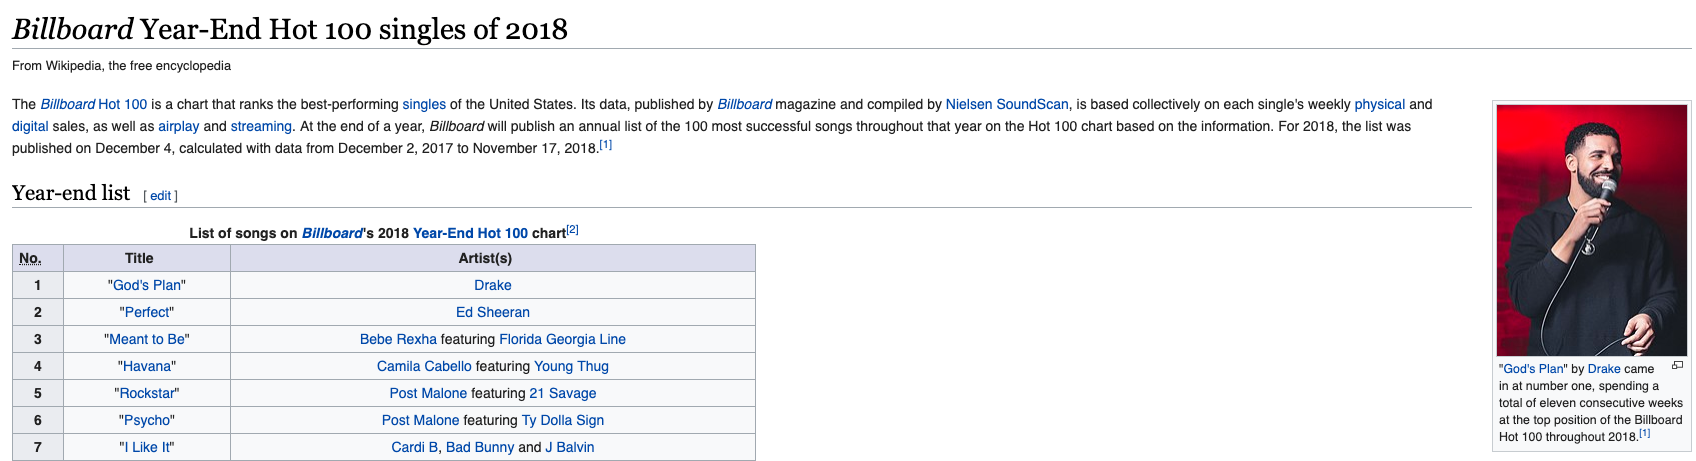 Billboard Year-End Hot 100 singles of 2018
From Wikipedia, the free encyclopedia
The Billboard Hot 100 is a chart that ranks the best-performing singles of the United States. Its data, published by Billboard magazine and compiled by Nielsen SoundScan, is based collectively on each single's weekly physical and
digital sales, as well as airplay and streaming. At the end of a year, Billboard will publish an annual list of the 100 most successful songs throughout that year on the Hot 100 chart based on the information. For 2018, the list was
published on December 4, calculated with data from December 2, 2017 to November 17, 2018.[1]
Year-end list [ edit ]
List of songs on Billboard's 2018 Year-End Hot 100 chart[2]
No. Title Artist(s)
1 "God's Plan" Drake
2 "Perfect" Ed Sheeran
3 "Meant to Be" Bebe Rexha featuring Florida Georgia Line
4 "Havana" Camila Cabello featuring Young Thug
5 "Rockstar" Post Malone featuring 21 Savage
6 "Psycho" Post Malone featuring Ty Dolla Sign
7 "I Like It" Cardi B, Bad Bunny and J Balvin
"God's Plan" by Drake came
in at number one, spending a
total of eleven consecutive weeks
at the top position of the Billboard
Hot 100 throughout 2018.[1]